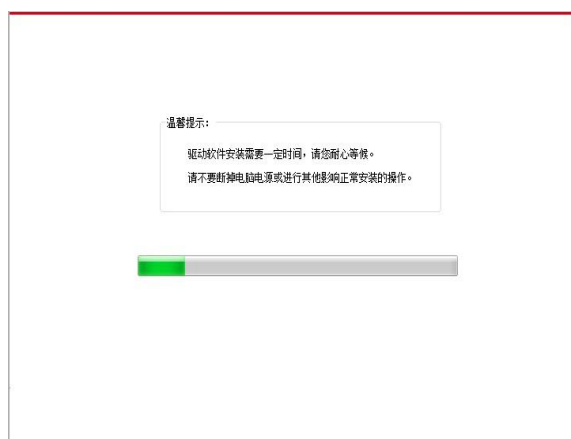 温馨提示：
驱动软件安装需要一定时间，请您耐心等候。
请不要断掉电脑电源或进行其他影响正常安装的操作。